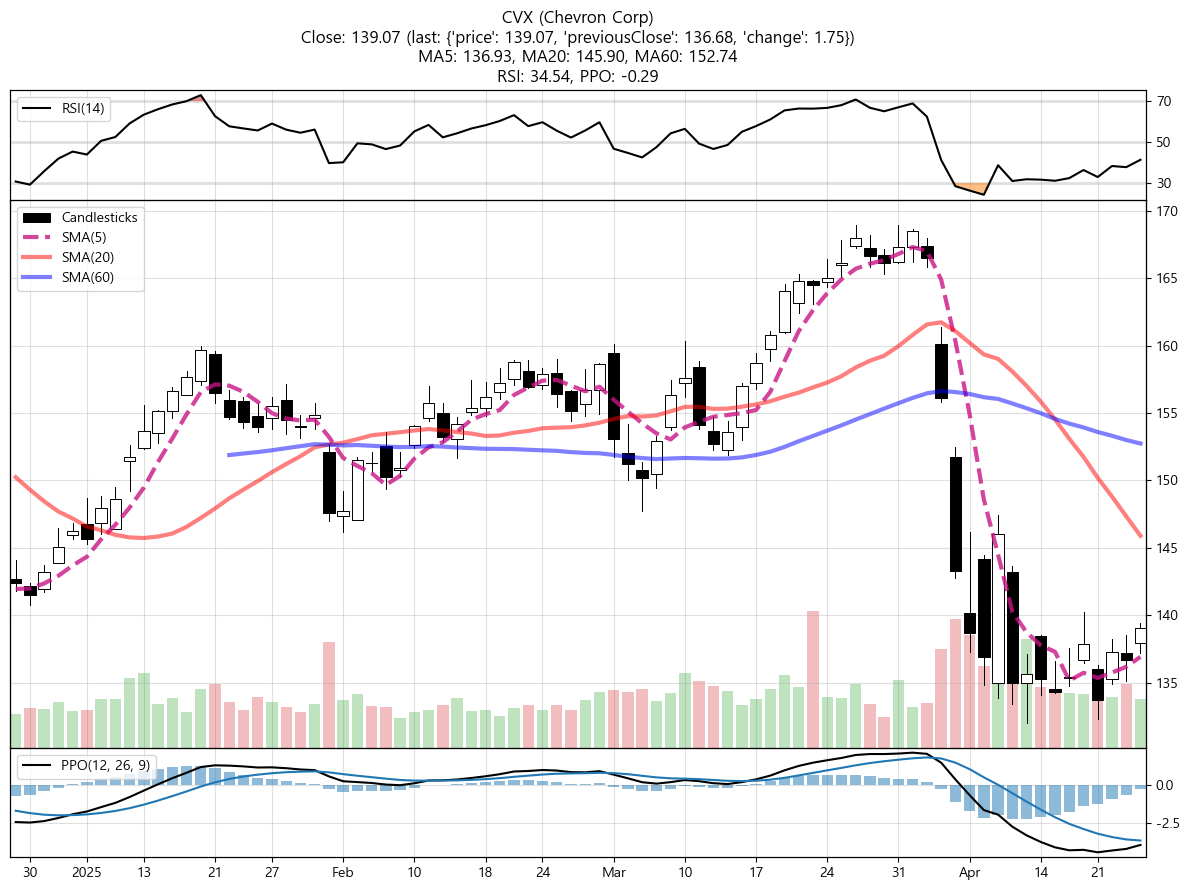 CVX (Chevron Corp)
Close: 139.07 (last: {'price': 139.07, 'previousClose': 136.68, 'change': 1.75})
MA5: 136.93, MA20: 145.90, MA60: 152.74
RSI: 34.54, PPO: -0.29
RSI(14)
70
50
30
Candlesticks
SMA(5)
SMA(20)
SMA(60)
170
165
160
155
150
145
140
135
PPO(12, 26, 9)
0.0
-2.5
30 2025 13 21 27 Feb 10 18 24 Mar 10 17 24 31 Apr 14 21